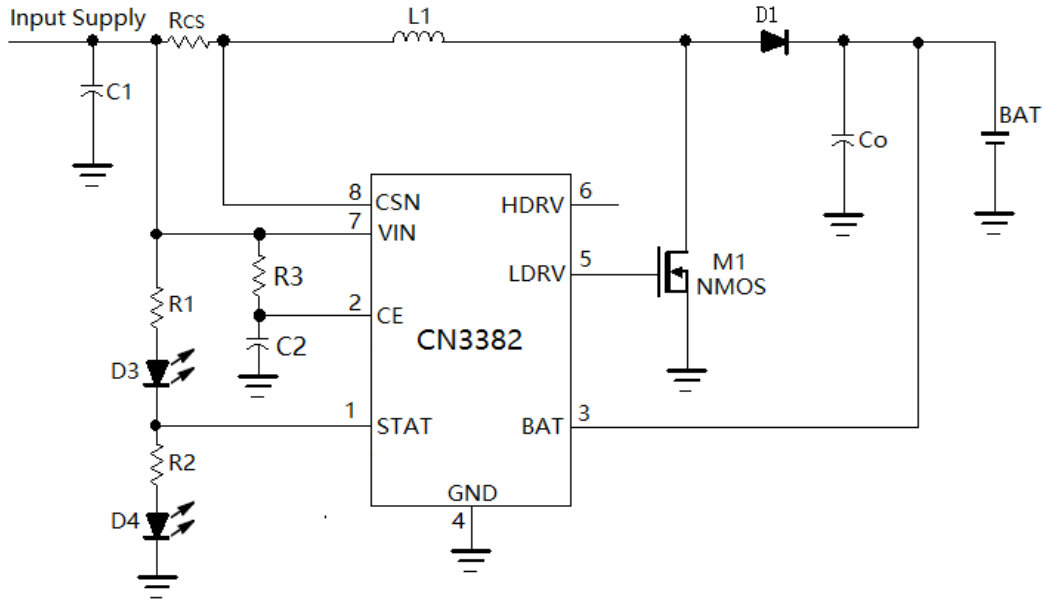 Input Supply
Rcs
L1
D1
C1
Co
BAT
8
CSN
HDRV
6
7
VIN
R3
LDRV
5
M1
NMOS
R1
2
CE
C2
CN3382
D3
1
STAT
BAT
3
R2
D4
GND
4